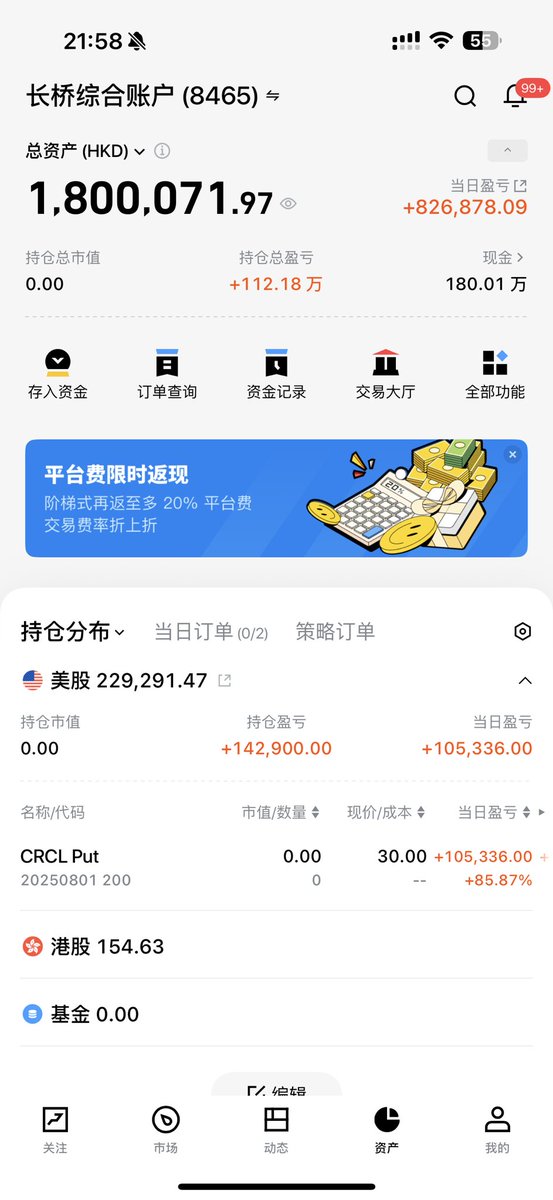 21:58
55
长桥综合账户 (8465)
99+
总资产 (HKD)
当日盈亏
1,800,071.97
+826,878.09
持仓总市值 持仓总盈亏 现金
0.00 +112.18 万 180.01 万
存入资金 订单查询 资金记录 交易大厅 全部功能
平台费限时返现
阶梯式再返至多 20% 平台费
交易费率折上折
20%
持仓分布 当日订单 (0/2) 策略订单
美股 229,291.47
持仓市值 持仓盈亏 当日盈亏
0.00 +142,900.00 +105,336.00
名称/代码 市值/数量 现价/成本 当日盈亏
CRCL Put 0.00 30.00 +105,336.00 +
20250801 200 0 -- +85.87%
港股 154.63
基金 0.00
编辑
关注 市场 动态 资产 我的